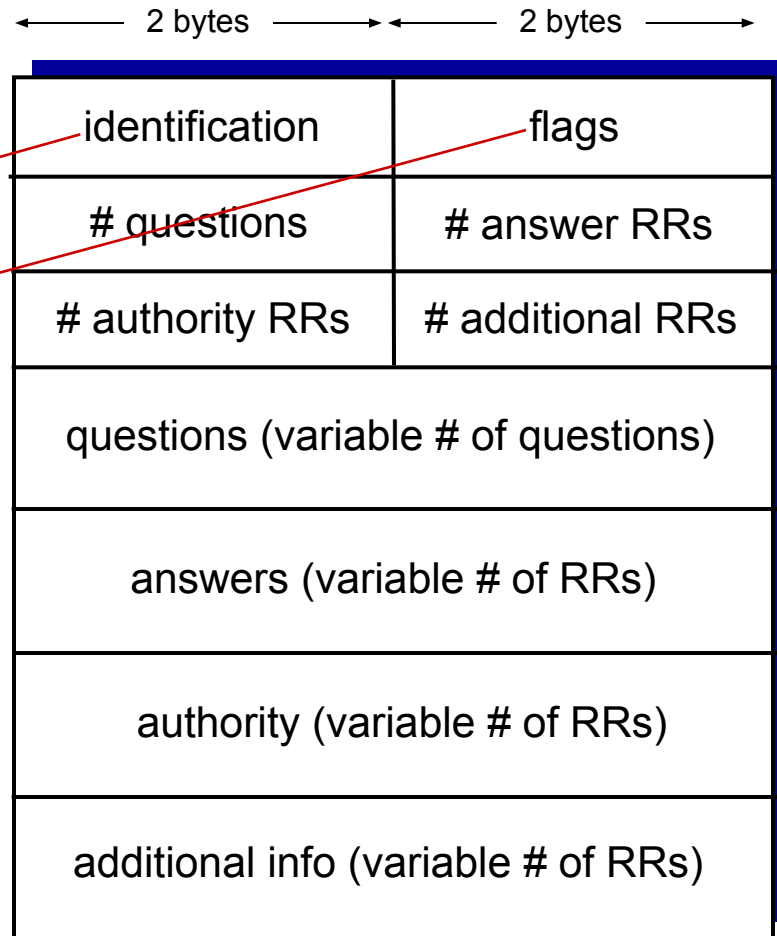 2 bytes 2 bytes
identification flags
# questions # answer RRs
# authority RRs # additional RRs
questions (variable # of questions)
answers (variable # of RRs)
authority (variable # of RRs)
additional info (variable # of RRs)